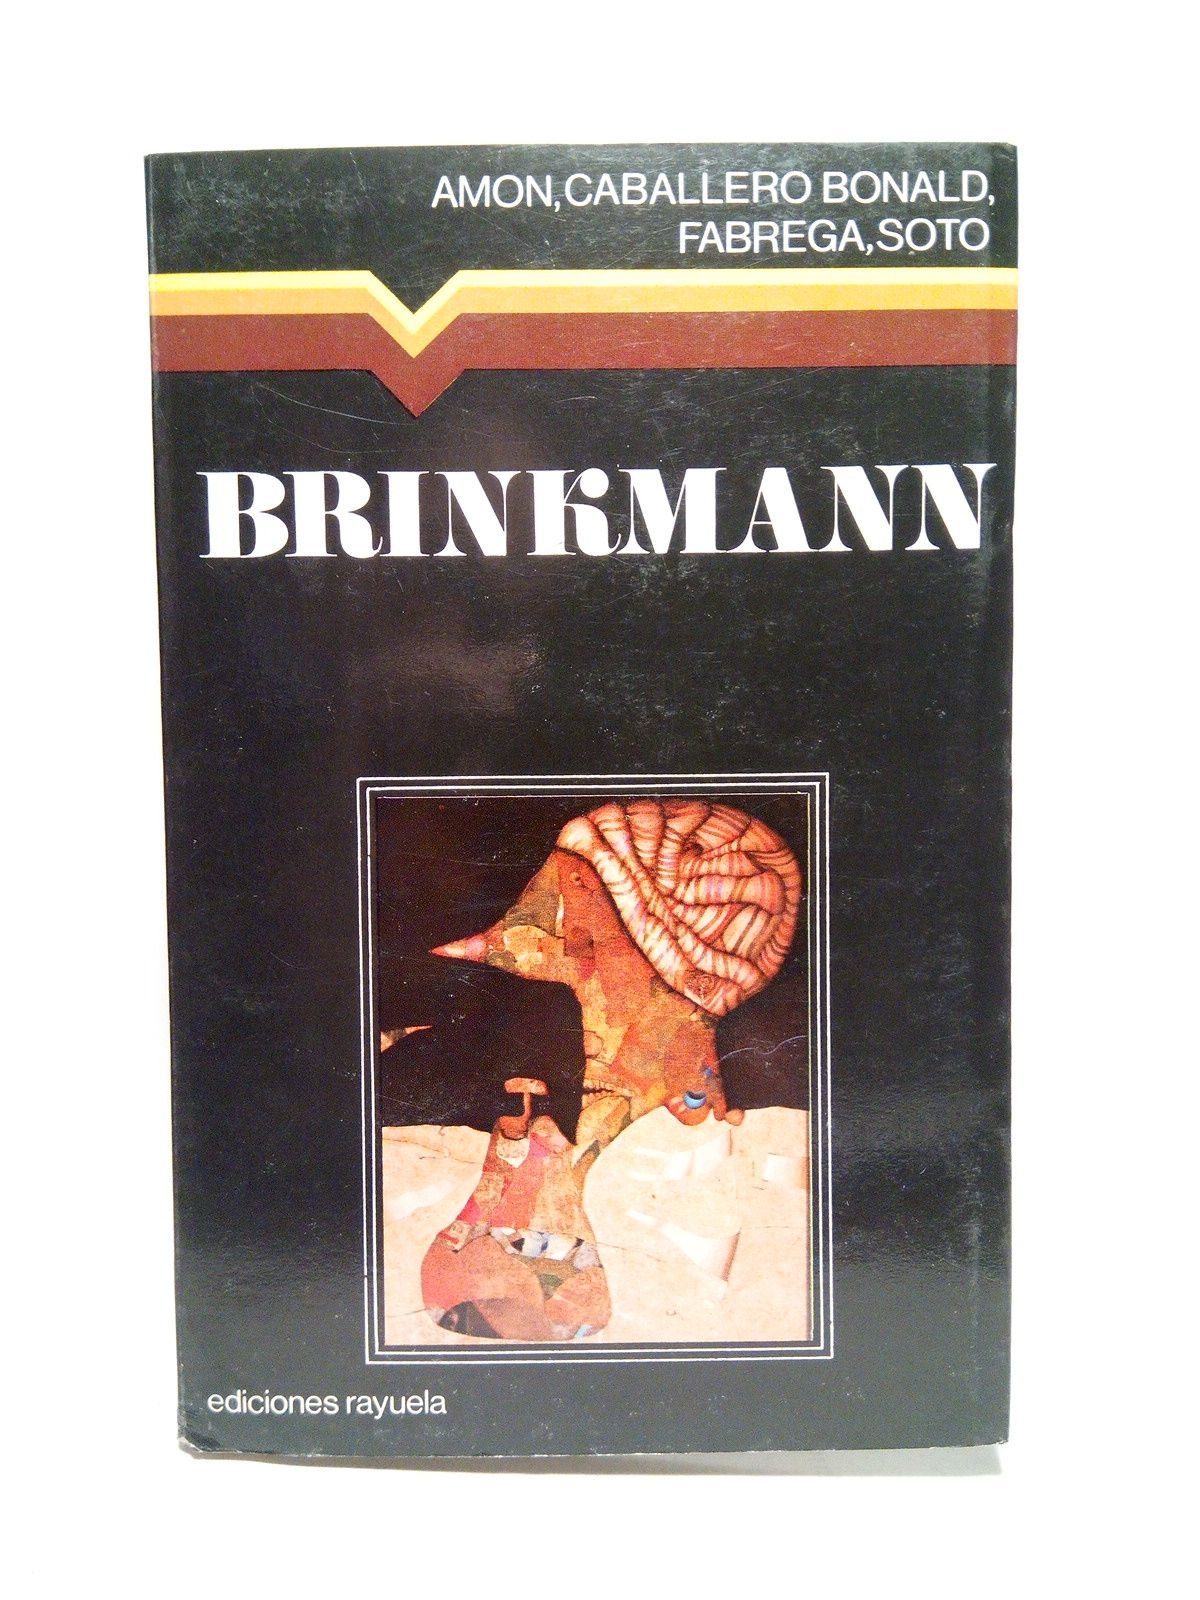 AMON, CABALLERO BONALD,
FABREGA, SOTO
BRINKMANN
ediciones rayuela